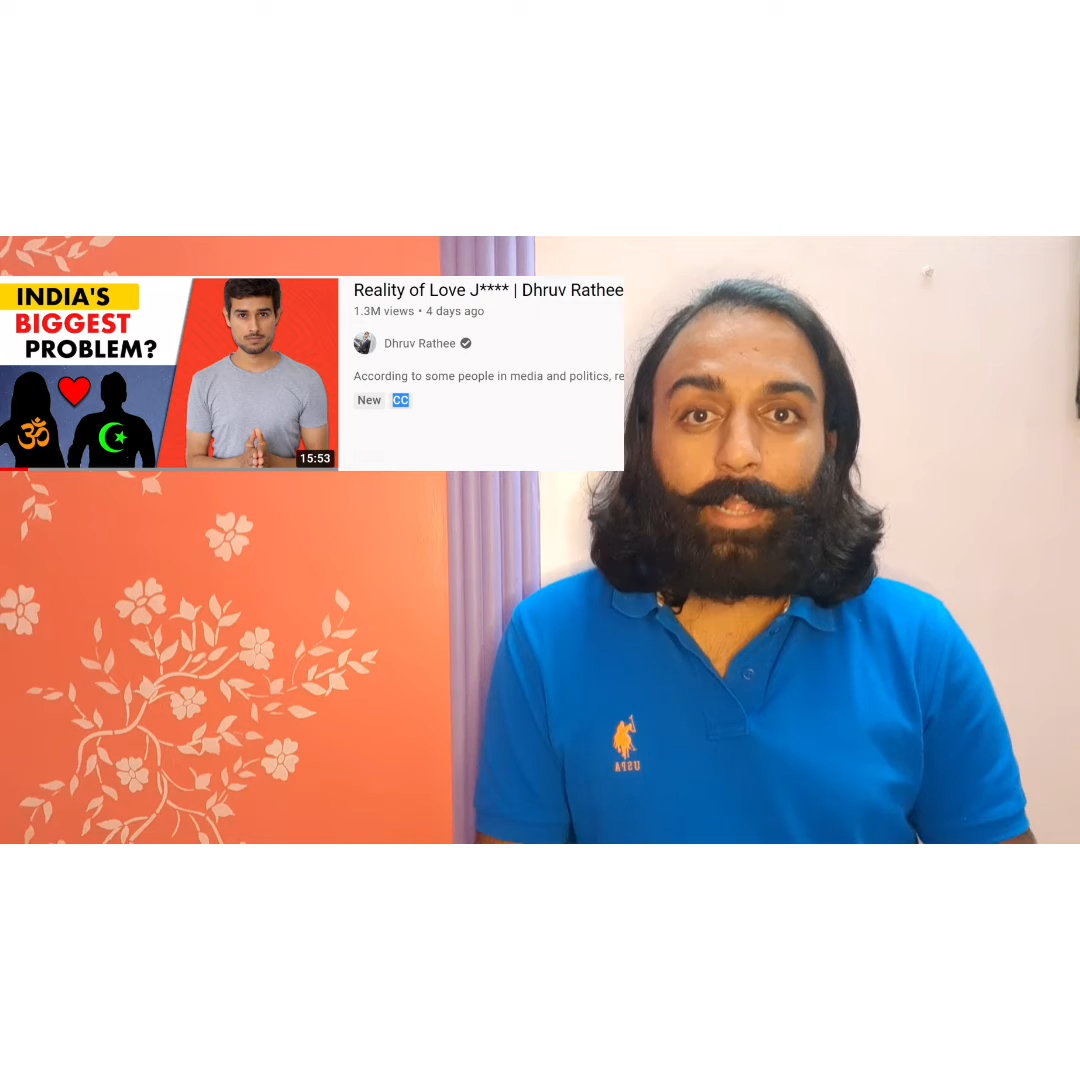 INDIA'S
BIGGEST
PROBLEM?
ॐ
15:53
Reality of Love J**** | Dhruv Rathee
1.3M views • 4 days ago
Dhruv Rathee
According to some people in media and politics, re
New CC
USPA